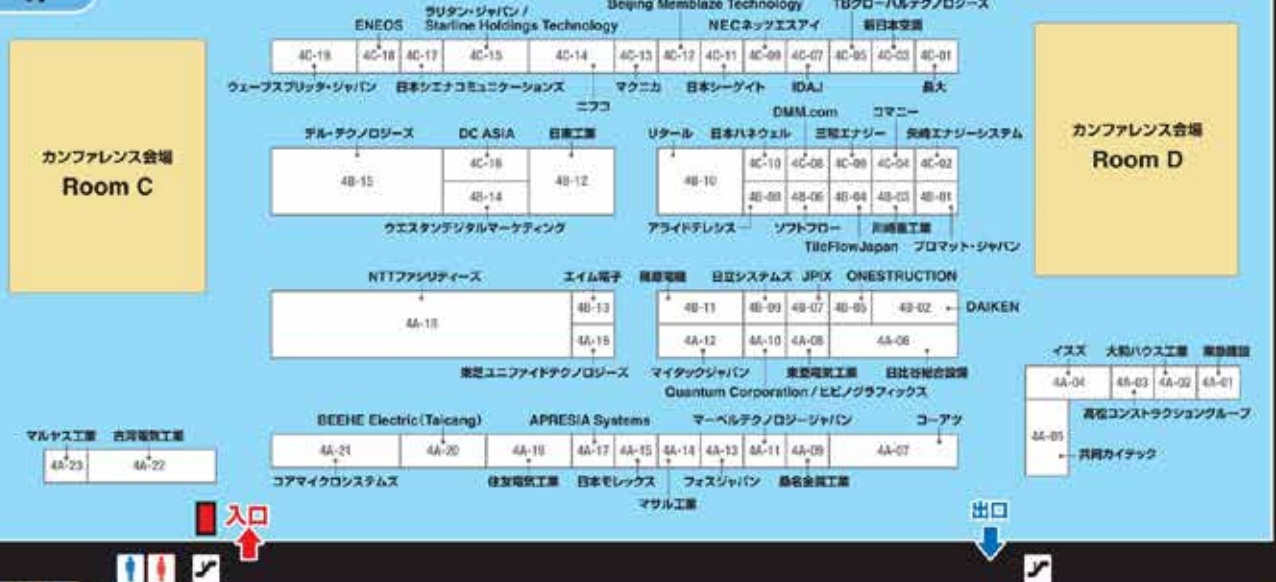 Beijing Memblaze Technology
TBグローバルテクノロジーズ
ラリタン・ジャパン /
ENEOS
Starline Holdings Technology
NECネッツエスアイ
新日本空調
4C-19
4C-18
4C-17
4C-15
4C-14
4C-13
4C-12
4C-11
4C-09
4C-07
4C-05
4C-03
4C-01
ウェーブスプリッタ・ジャパン
日本シエナコミュニケーションズ
ニフコ
マクニカ
日本シーゲイト
IDAJ
長大
カンファレンス会場
Room C
カンファレンス会場
Room D
デル・テクノロジーズ
DC ASIA
日東工業
リタール
日本ハネウェル
DMM.com
三和エナジー
コマニー
矢崎エナジーシステム
4B-15
4C-16
4B-14
4B-12
4B-10
4C-10
4C-08
4C-06
4C-04
4C-02
4B-08
4B-06
4B-04
4B-03
4B-01
ウエスタンデジタルマーケティング
アライドテレシス
ソフトフロー
TileFlowJapan
川崎重工業
プロマット・ジャパン
NTTファシリティーズ
エイム電子
日立システムズ
JPIX
ONESTRUCTION
4A-18
4B-13
4A-16
4B-11
4B-09
4B-07
4B-05
4B-02
DAIKEN
4A-12
4A-10
4A-08
4A-06
東芝ユニファイドテクノロジーズ
マイタックジャパン
Quantum Corporation / ヒビノグラフィックス
東亜電気工業
日比谷総合設備
イスズ
大和ハウス工業
東急建設
4A-04
4A-03
4A-02
4A-01
高松コンストラクショングループ
4A-05
共同カイテック
BEEHE Electric(Taicang)
APRESIA Systems
マーベルテクノロジージャパン
コーアツ
マルヤス工業
古河電気工業
4A-23
4A-22
4A-21
4A-20
4A-19
4A-17
4A-15
4A-14
4A-13
4A-11
4A-09
4A-07
コアマイクロシステムズ
住友電気工業
日本モレックス
マサル工業
フォスジャパン
桑名金属工業
入口
出口